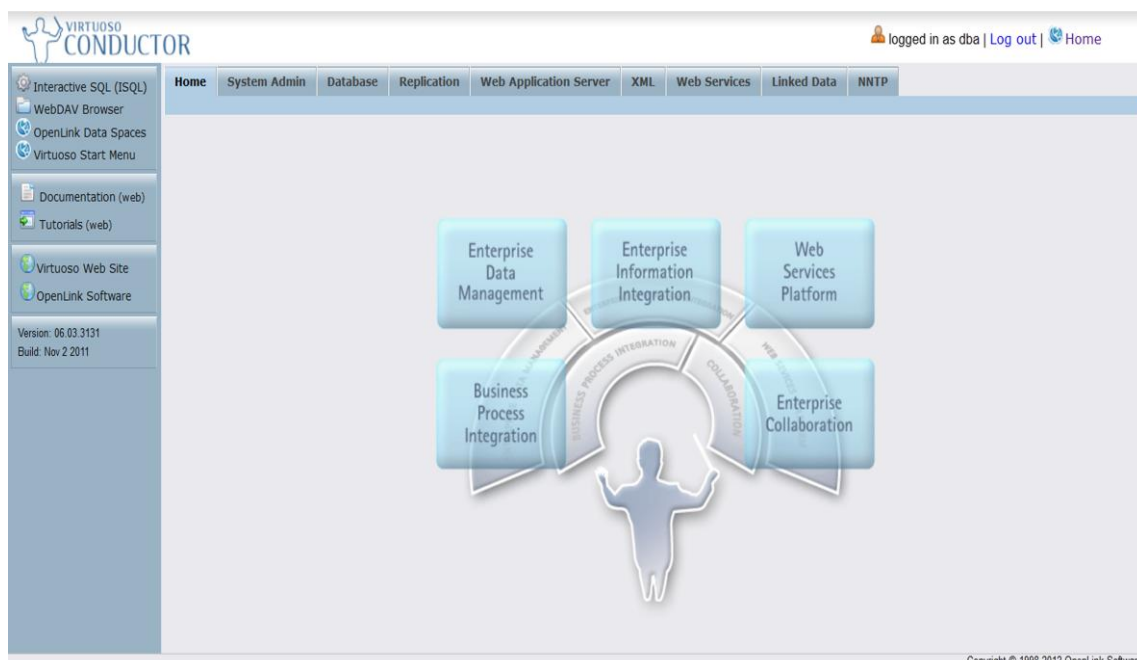 VIRTUOSO
CONDUCTOR
logged in as dba | Log out | Home
Interactive SQL (ISQL)
WebDAV Browser
OpenLink Data Spaces
Virtuoso Start Menu
Documentation (web)
Tutorials (web)
Virtuoso Web Site
OpenLink Software
Version: 06.03.3131
Build: Nov 2 2011
Home System Admin Database Replication Web Application Server XML Web Services Linked Data NNTP
Enterprise
Data
Management
Enterprise
Information
Integration
Web
Services
Platform
Business
Process
Integration
Enterprise
Collaboration
BUSINESS PROCESS INTEGRATION
COLLABORATION